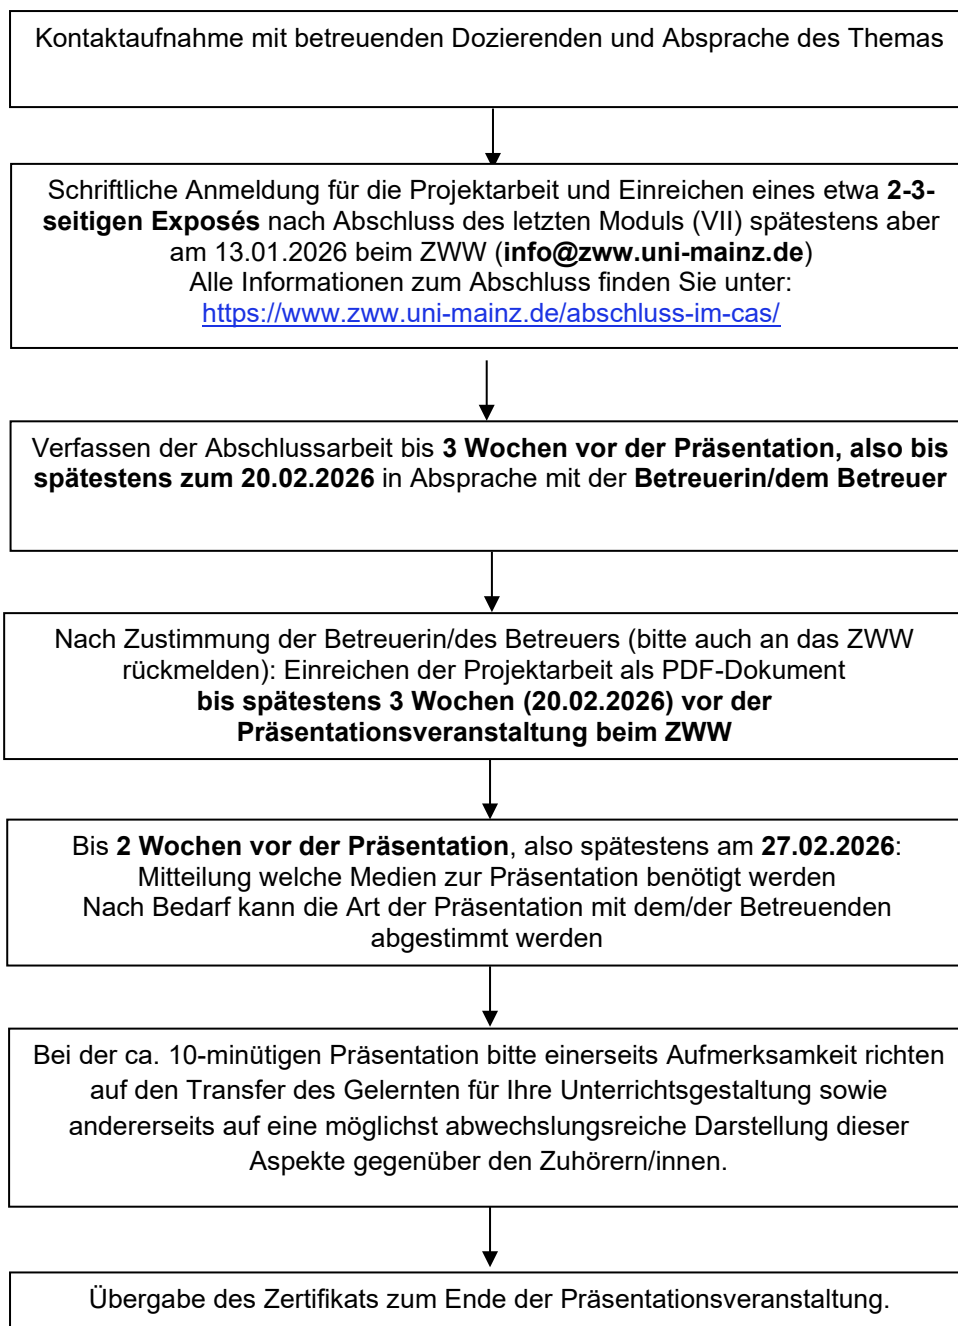 Kontaktaufnahme mit betreuenden Dozierenden und Absprache des Themas
Schriftliche Anmeldung für die Projektarbeit und Einreichen eines etwa 2-3-
seitigen Exposés nach Abschluss des letzten Moduls (VII) spätestens aber
am 13.01.2026 beim ZWW (info@zww.uni-mainz.de)
Alle Informationen zum Abschluss finden Sie unter:
https://www.zww.uni-mainz.de/abschluss-im-cas/
Verfassen der Abschlussarbeit bis 3 Wochen vor der Präsentation, also bis
spätestens zum 20.02.2026 in Absprache mit der Betreuerin/dem Betreuer
Nach Zustimmung der Betreuerin/des Betreuers (bitte auch an das ZWW
rückmelden): Einreichen der Projektarbeit als PDF-Dokument
bis spätestens 3 Wochen (20.02.2026) vor der
Präsentationsveranstaltung beim ZWW
Bis 2 Wochen vor der Präsentation, also spätestens am 27.02.2026:
Mitteilung welche Medien zur Präsentation benötigt werden
Nach Bedarf kann die Art der Präsentation mit dem/der Betreuenden
abgestimmt werden
Bei der ca. 10-minütigen Präsentation bitte einerseits Aufmerksamkeit richten
auf den Transfer des Gelernten für Ihre Unterrichtsgestaltung sowie
andererseits auf eine möglichst abwechslungsreiche Darstellung dieser
Aspekte gegenüber den Zuhörern/innen.
Übergabe des Zertifikats zum Ende der Präsentationsveranstaltung.